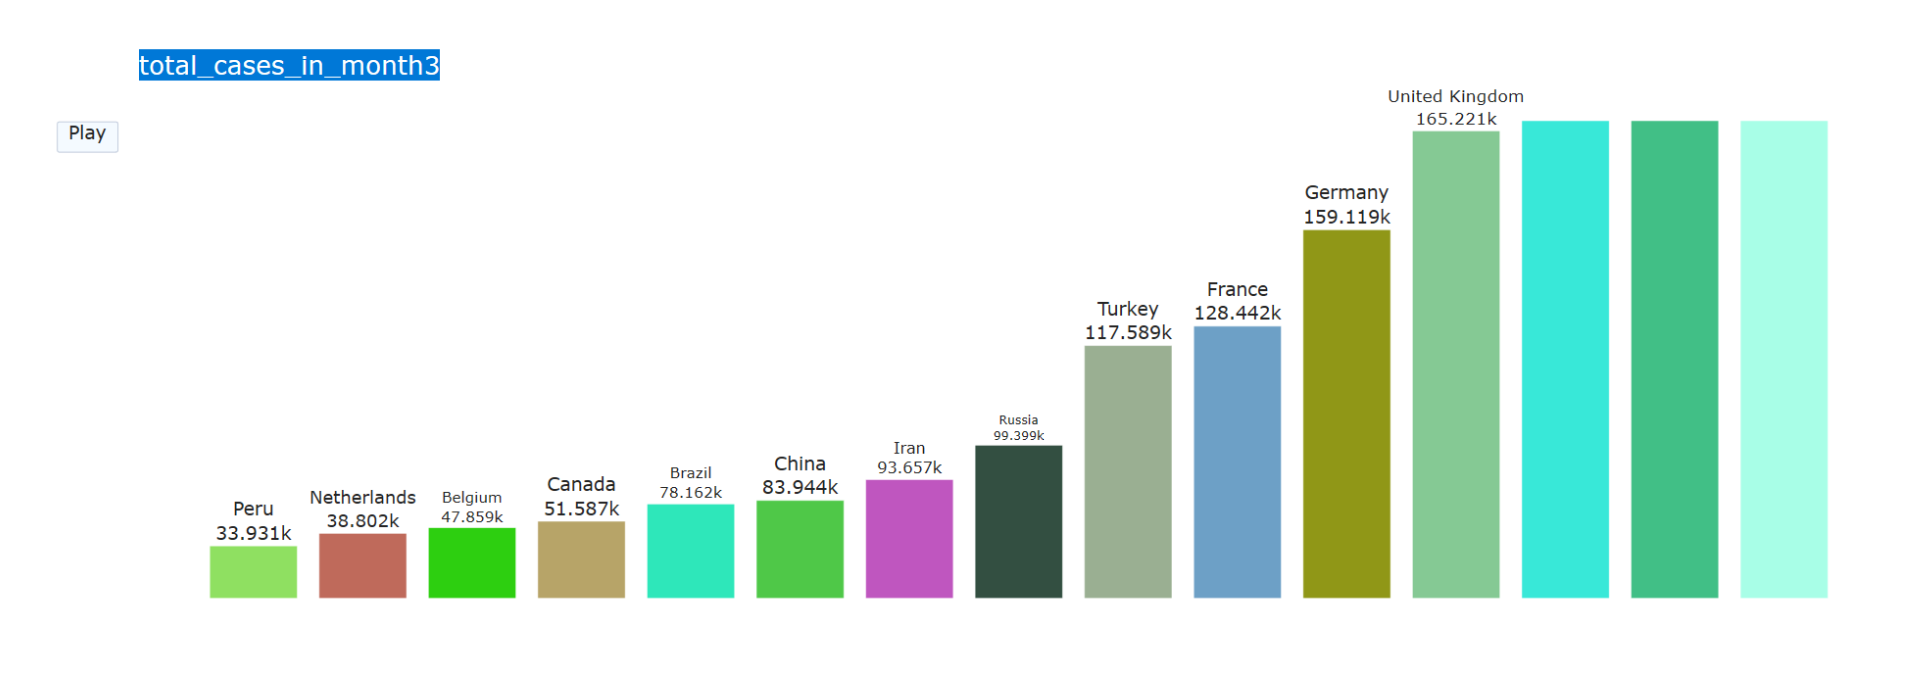 total_cases_in_month3
Play
Peru
33.931k
Netherlands
38.802k
Belgium
47.859k
Canada
51.587k
Brazil
78.162k
China
83.944k
Iran
93.657k
Russia
99.399k
Turkey
117.589k
France
128.442k
Germany
159.119k
United Kingdom
165.221k